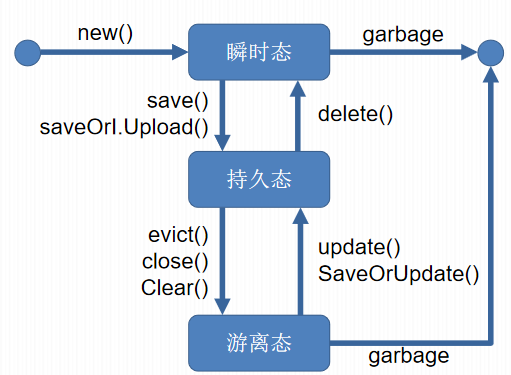 new()
瞬时态
garbage
save()
saveOrI.Upload()
delete()
持久态
evict()
close()
Clear()
update()
SaveOrUpdate()
游离态
garbage